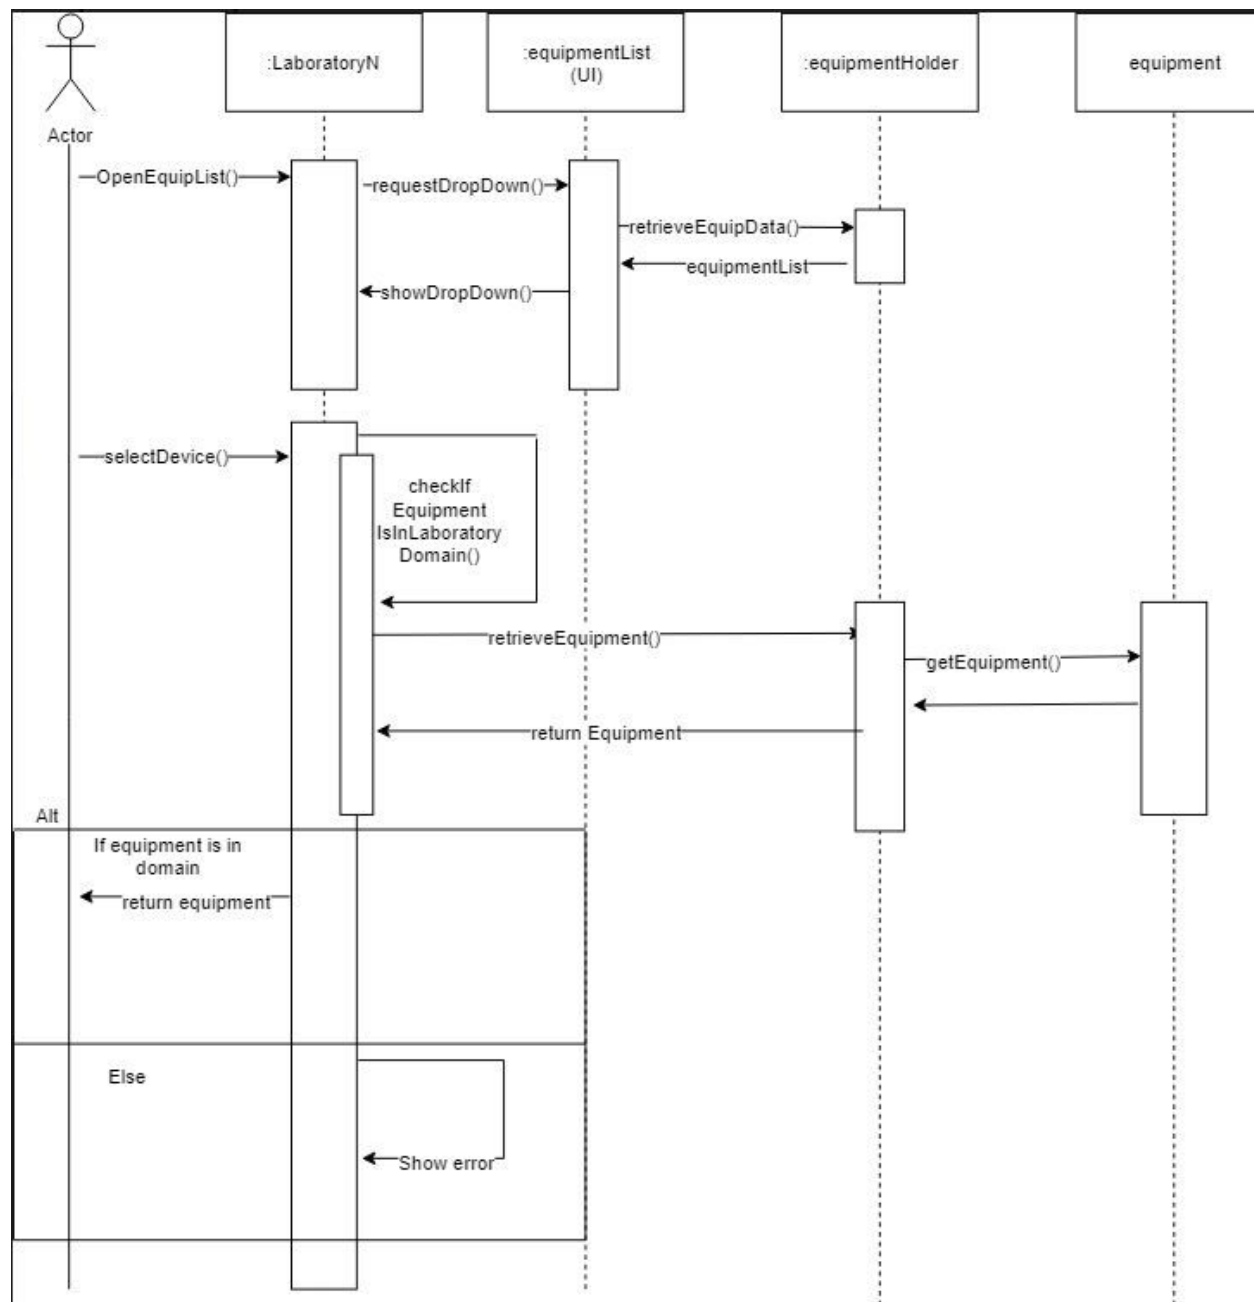 :LaboratoryN
:equipmentList
(UI)
:equipmentHolder
equipment
Actor
OpenEquipList()
requestDropDown()
retrieveEquipData()
equipmentList
showDropDown()
selectDevice()
checkIf
Equipment
IsInLaboratory
Domain()
retrieveEquipment()
getEquipment()
return Equipment
Alt
If equipment is in
domain
return equipment
Else
Show error